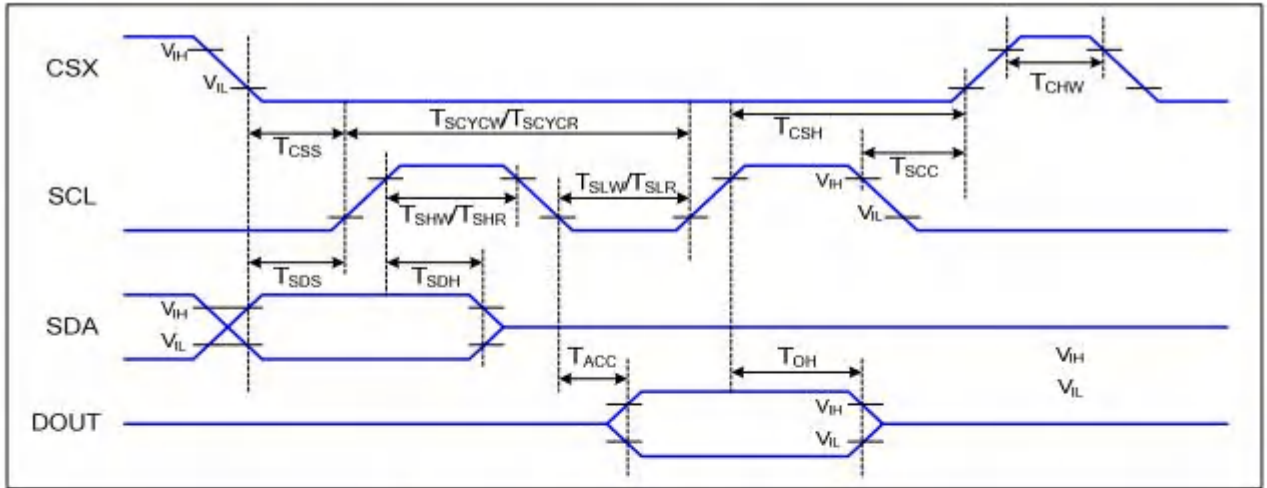 CSX
VIH
VIL
TCHW
TSCYCW/TSCYCR
TCSS
TCSH
TSCC
SCL
TSHW/TSHR
TSLW/TSLR
VIH
VIL
TSDS
TSDH
SDA
VIH
VIL
TACC
TOH
VIH
VIL
DOUT
VIH
VIL